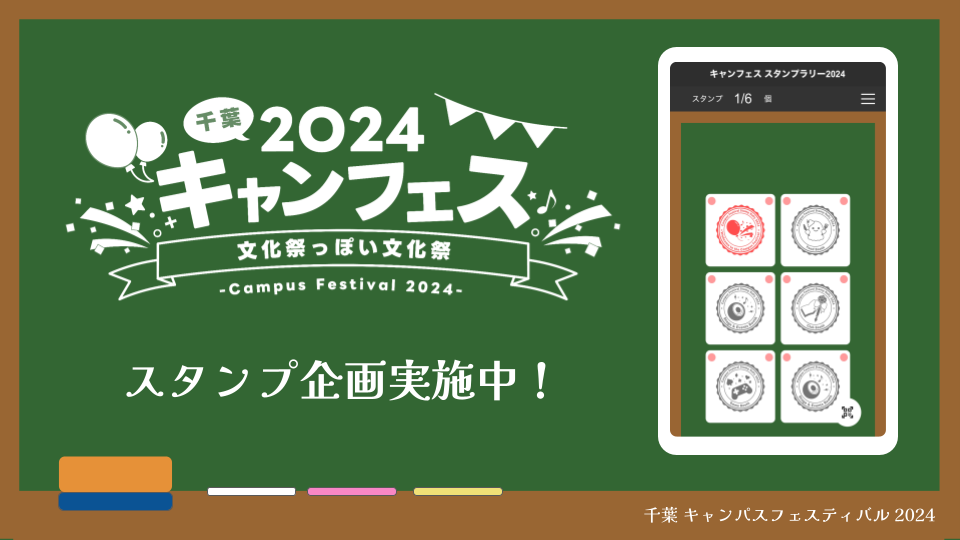 千葉
2024
キャンフェス
文化祭っぽい文化祭
-Campus Festival 2024-
スタンプ企画実施中！
キャンフェス スタンプラリー2024
スタンプ 1/6 個
千葉 キャンパスフェスティバル 2024